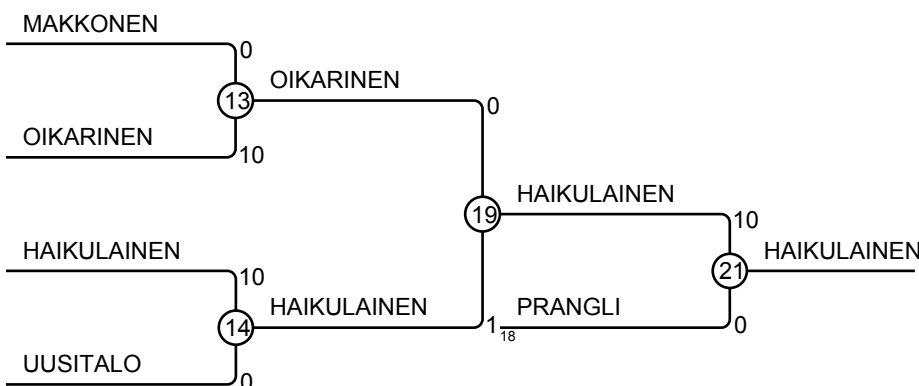 MAKKONEN
0
13
OIKARINEN
0
OIKARINEN
10
19
HAIKULAINEN
10
HAIKULAINEN
10
21
HAIKULAINEN
14
HAIKULAINEN
1
18
PRANGLI
0
UUSITALO
0